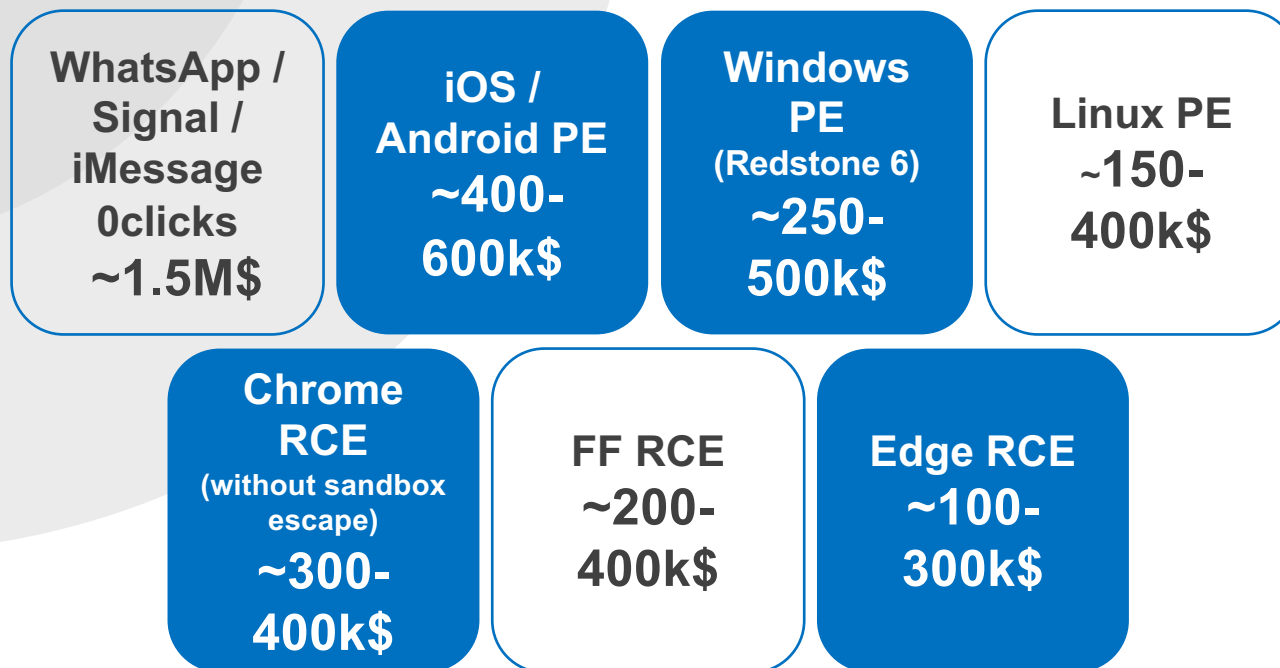 WhatsApp /
Signal /
iMessage
0clicks
~1.5M$
iOS /
Android PE
~400-
600k$
Windows
PE
(Redstone 6)
~250-
500k$
Linux PE
~150-
400k$
Chrome
RCE
(without sandbox
escape)
~300-
400k$
FF RCE
~200-
400k$
Edge RCE
~100-
300k$